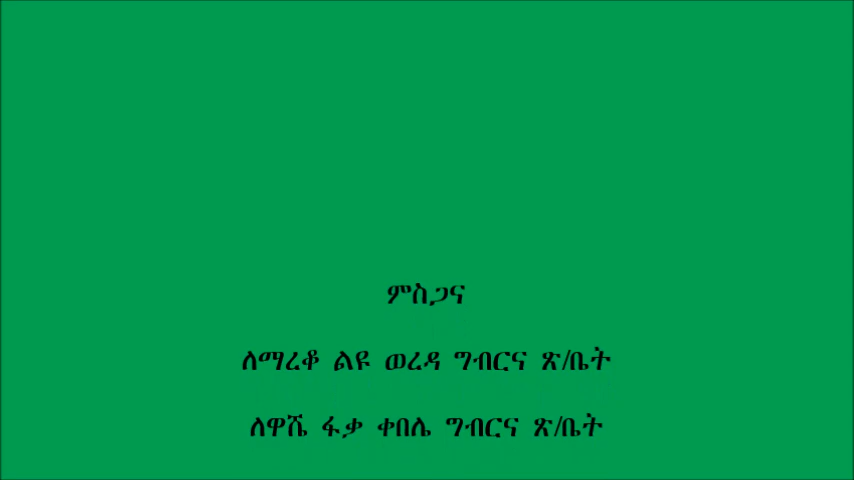 ምስጋና
ለማረቆ ልዩ ወረዳ ግብርና ጽ/ቤት
ለዋሼ ፋቃ ቀበሌ ግብርና ጽ/ቤት